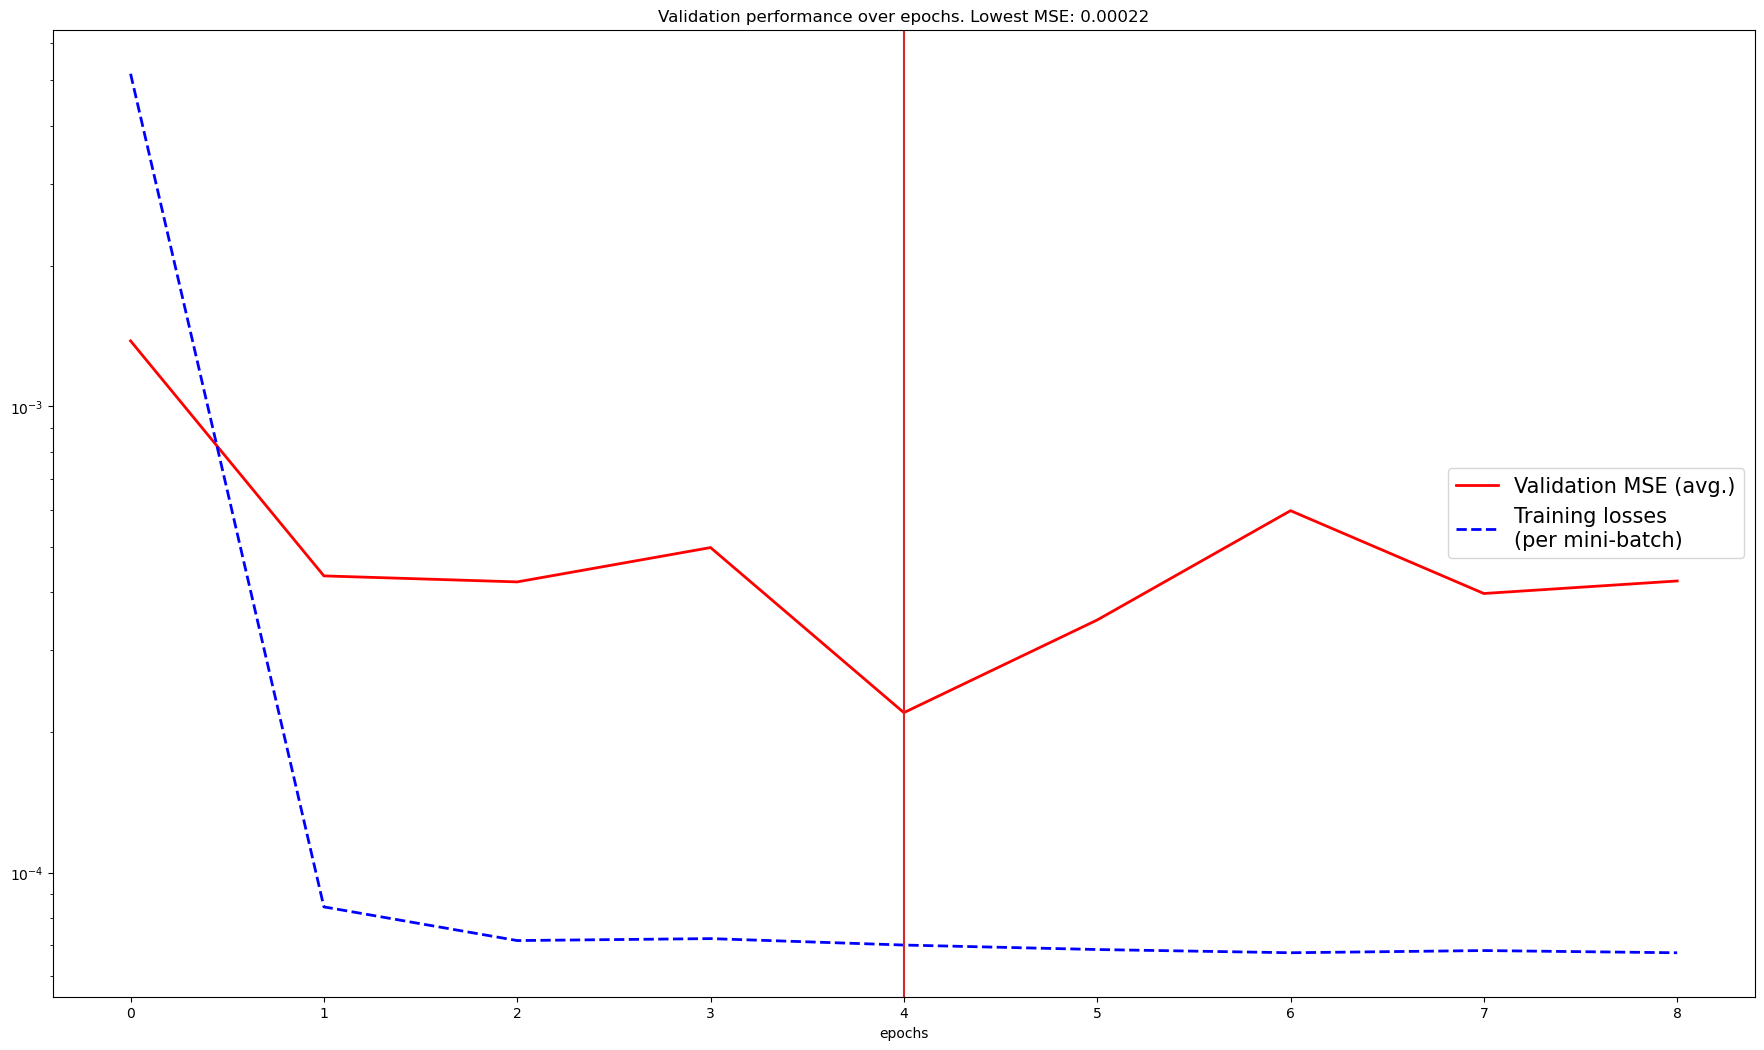 Validation performance over epochs. Lowest MSE: 0.00022
10⁻³
10⁻⁴
Validation MSE (avg.)
Training losses
(per mini-batch)
0 1 2 3 4 5 6 7 8
epochs